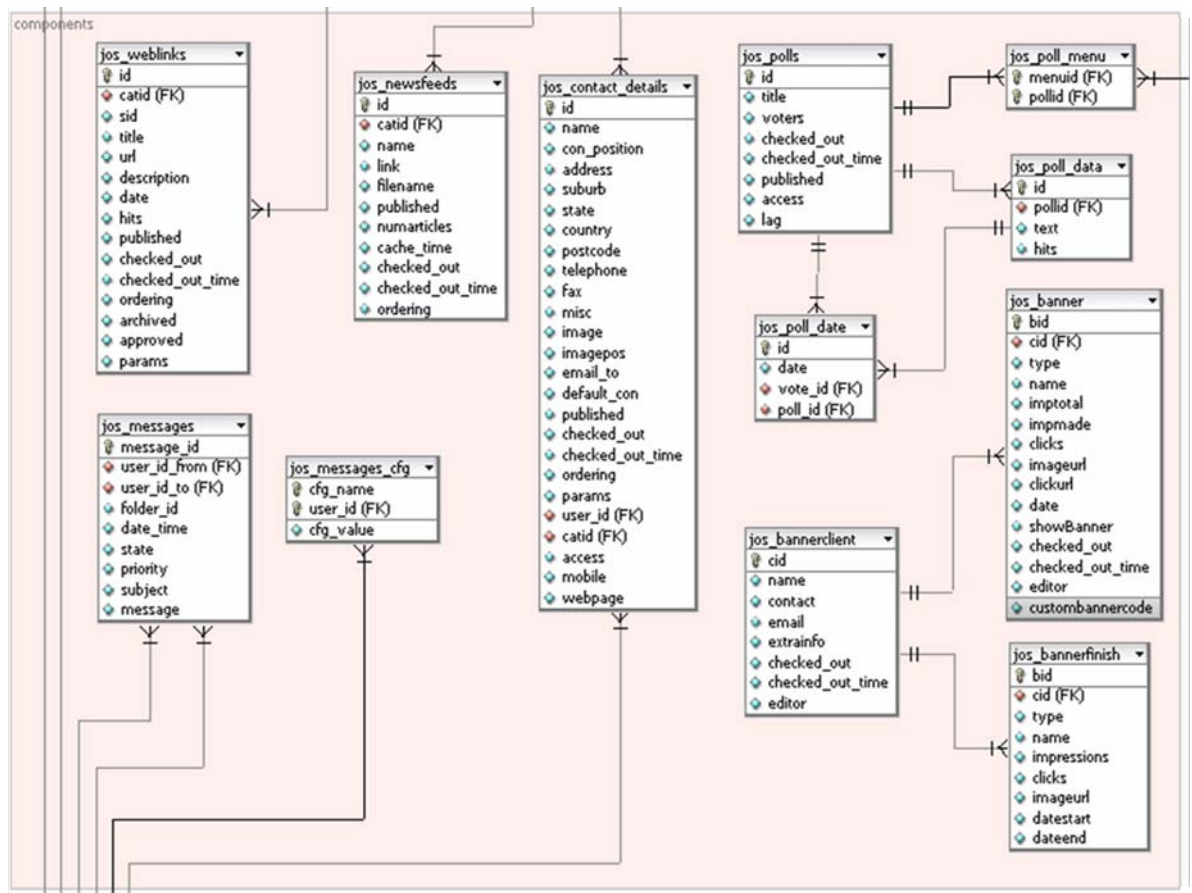 components
jos_weblinks
id
catid (FK)
sid
title
url
description
date
hits
published
checked_out
checked_out_time
ordering
archived
approved
params
jos_newsfeeds
id
catid (FK)
name
link
filename
published
numarticles
cache_time
checked_out
checked_out_time
ordering
jos_contact_details
id
name
con_position
address
suburb
state
country
postcode
telephone
fax
misc
image
imagepos
email_to
default_con
published
checked_out
checked_out_time
ordering
params
user_id (FK)
catid (FK)
access
mobile
webpage
jos_polls
id
title
voters
checked_out
checked_out_time
published
access
lag
jos_poll_menu
menuid (FK)
pollid (FK)
jos_poll_data
id
pollid (FK)
text
hits
jos_poll_date
id
date
vote_id (FK)
poll_id (FK)
jos_banner
bid
cid (FK)
type
name
imptotal
impmade
clicks
imageurl
clickurl
date
showBanner
checked_out
checked_out_time
editor
custombannercode
jos_messages
message_id
user_id_from (FK)
user_id_to (FK)
folder_id
date_time
state
priority
subject
message
jos_messages_cfg
cfg_name
user_id (FK)
cfg_value
jos_bannerclient
cid
name
contact
email
extrainfo
checked_out
checked_out_time
editor
jos_bannerfinish
bid
cid (FK)
type
name
impressions
clicks
imageurl
datestart
dateend